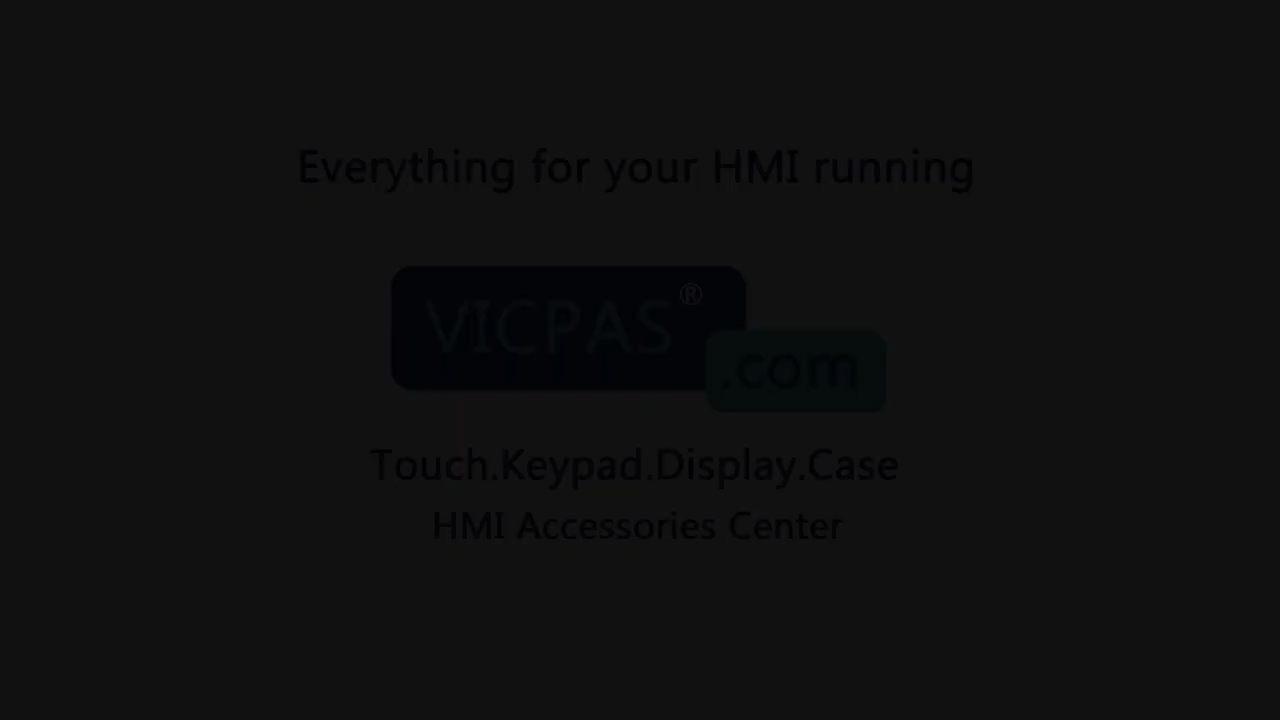 Everything for your HMI running
VICPAS®
.com
Touch.Keypad.Display.Case
HMI Accessories Center